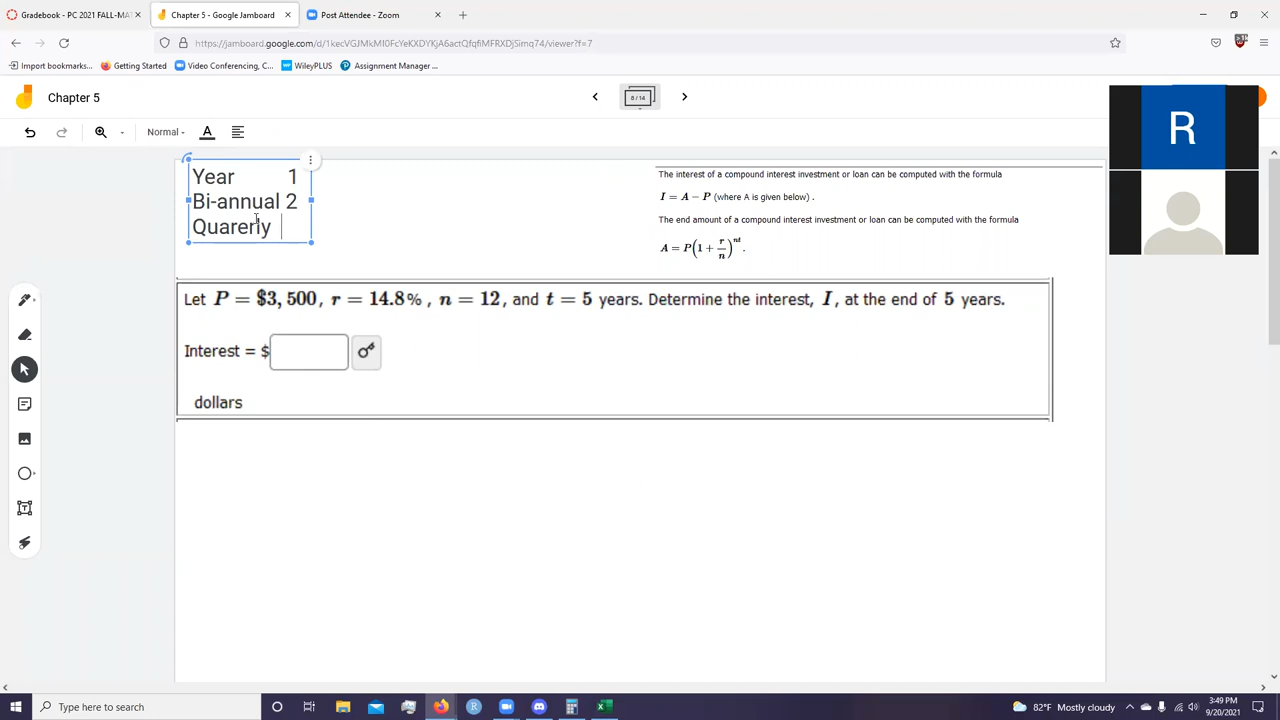 Gradebook - PC 2021 FALL-MAT
Chapter 5 - Google Jamboard
Post Attendee - Zoom
https://jamboard.google.com/d/1kecVGJMkMI0FcYeKXDYKjA6actQfqfiMFRXDjSimq74/viewer?f=7
Import bookmarks...
Getting Started
Video Conferencing, C...
WileyPLUS
Assignment Manager ...
Chapter 5
8 / 14
Normal
Year 1
Bi-annual 2
Quarerly
The interest of a compound interest investment or loan can be computed with the formula
I = A − P (where A is given below) .
The end amount of a compound interest investment or loan can be computed with the formula
A = P(1 + r/n)^nt .
R
Let P = $3, 500, r = 14.8% , n = 12, and t = 5 years. Determine the interest, I, at the end of 5 years.
Interest = $
dollars
Type here to search
82°F Mostly cloudy
3:49 PM
9/20/2021